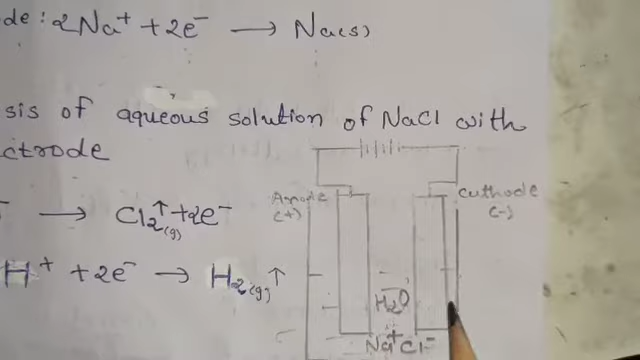 de : 2Na⁺ + 2e⁻ → Na(s)
sis of aqueous solution of NaCl with
ctrode
Anode
(+)
Cuthode
(-)
⁻ → Cl₂↑(g) + 2e⁻
H⁺ + 2e⁻ → H₂(g)↑
H₂O
Na⁺Cl⁻